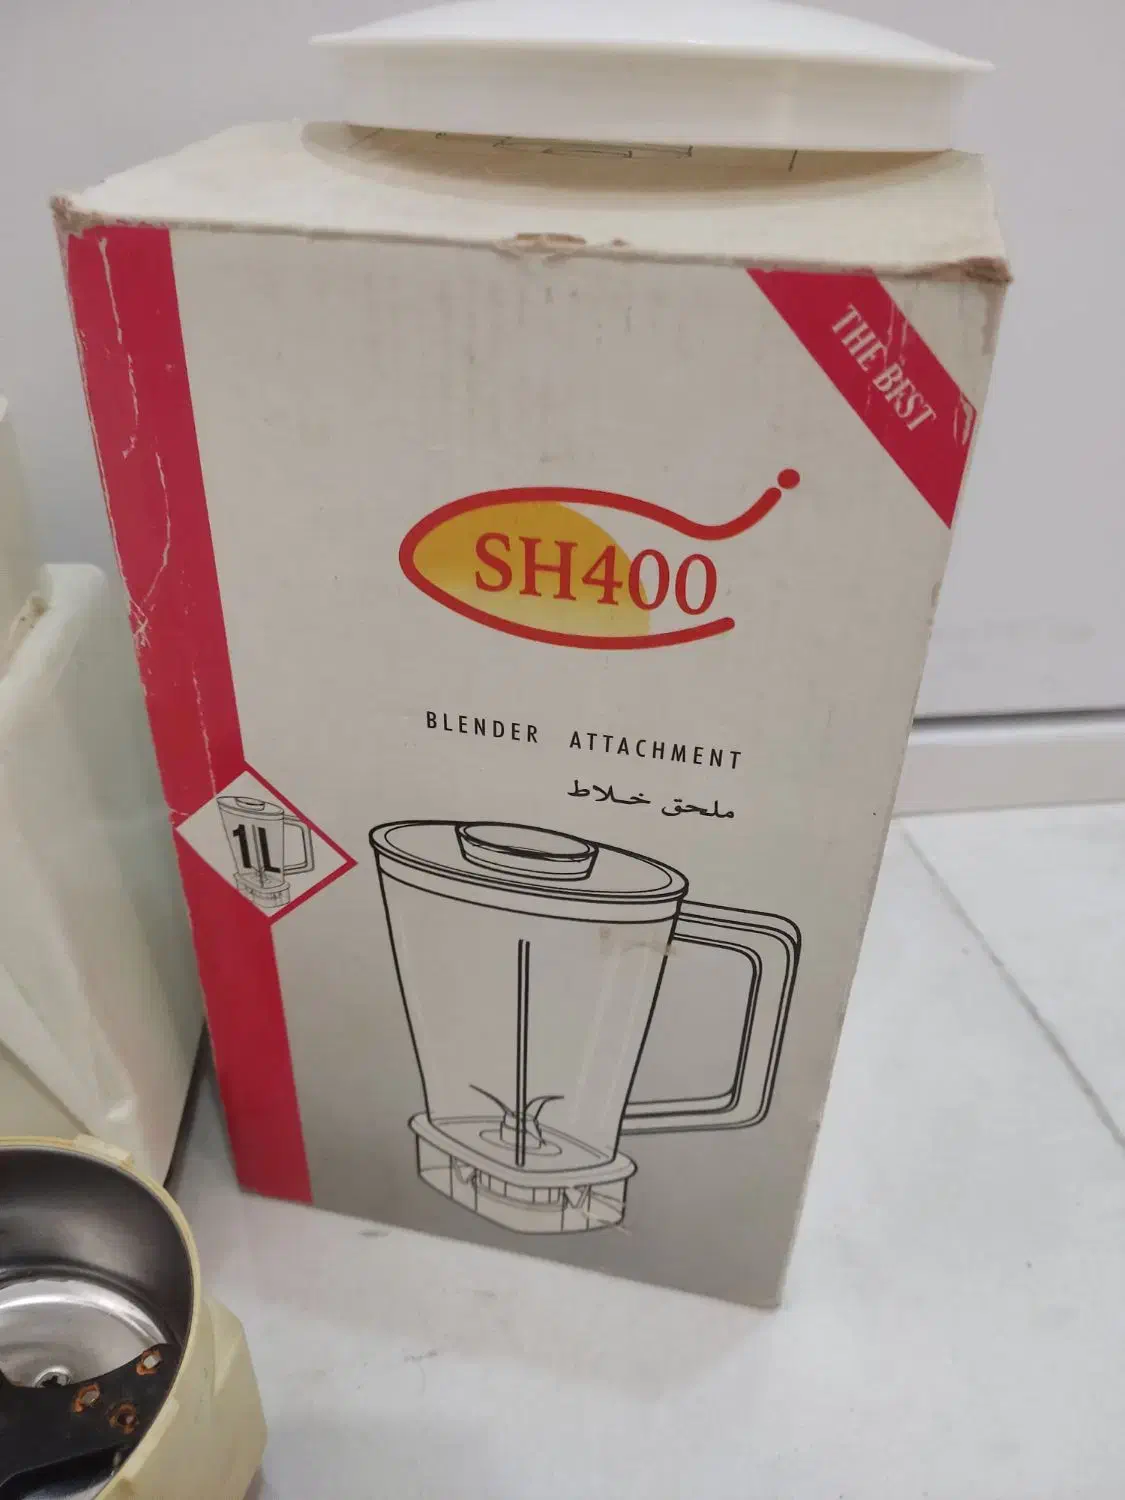 THE BEST
SH400
BLENDER ATTACHMENT
ملحق خلاط
1L